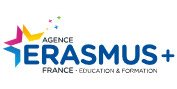 AGENCE
ERASMUS+
FRANCE - EDUCATION & FORMATION